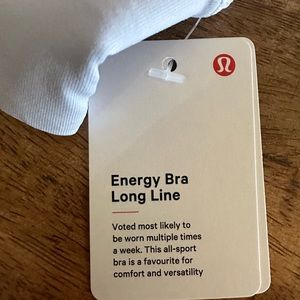 Energy Bra
Long Line
Voted most likely to
be worn multiple times
a week. This all-sport
bra is a favourite for
comfort and versatility